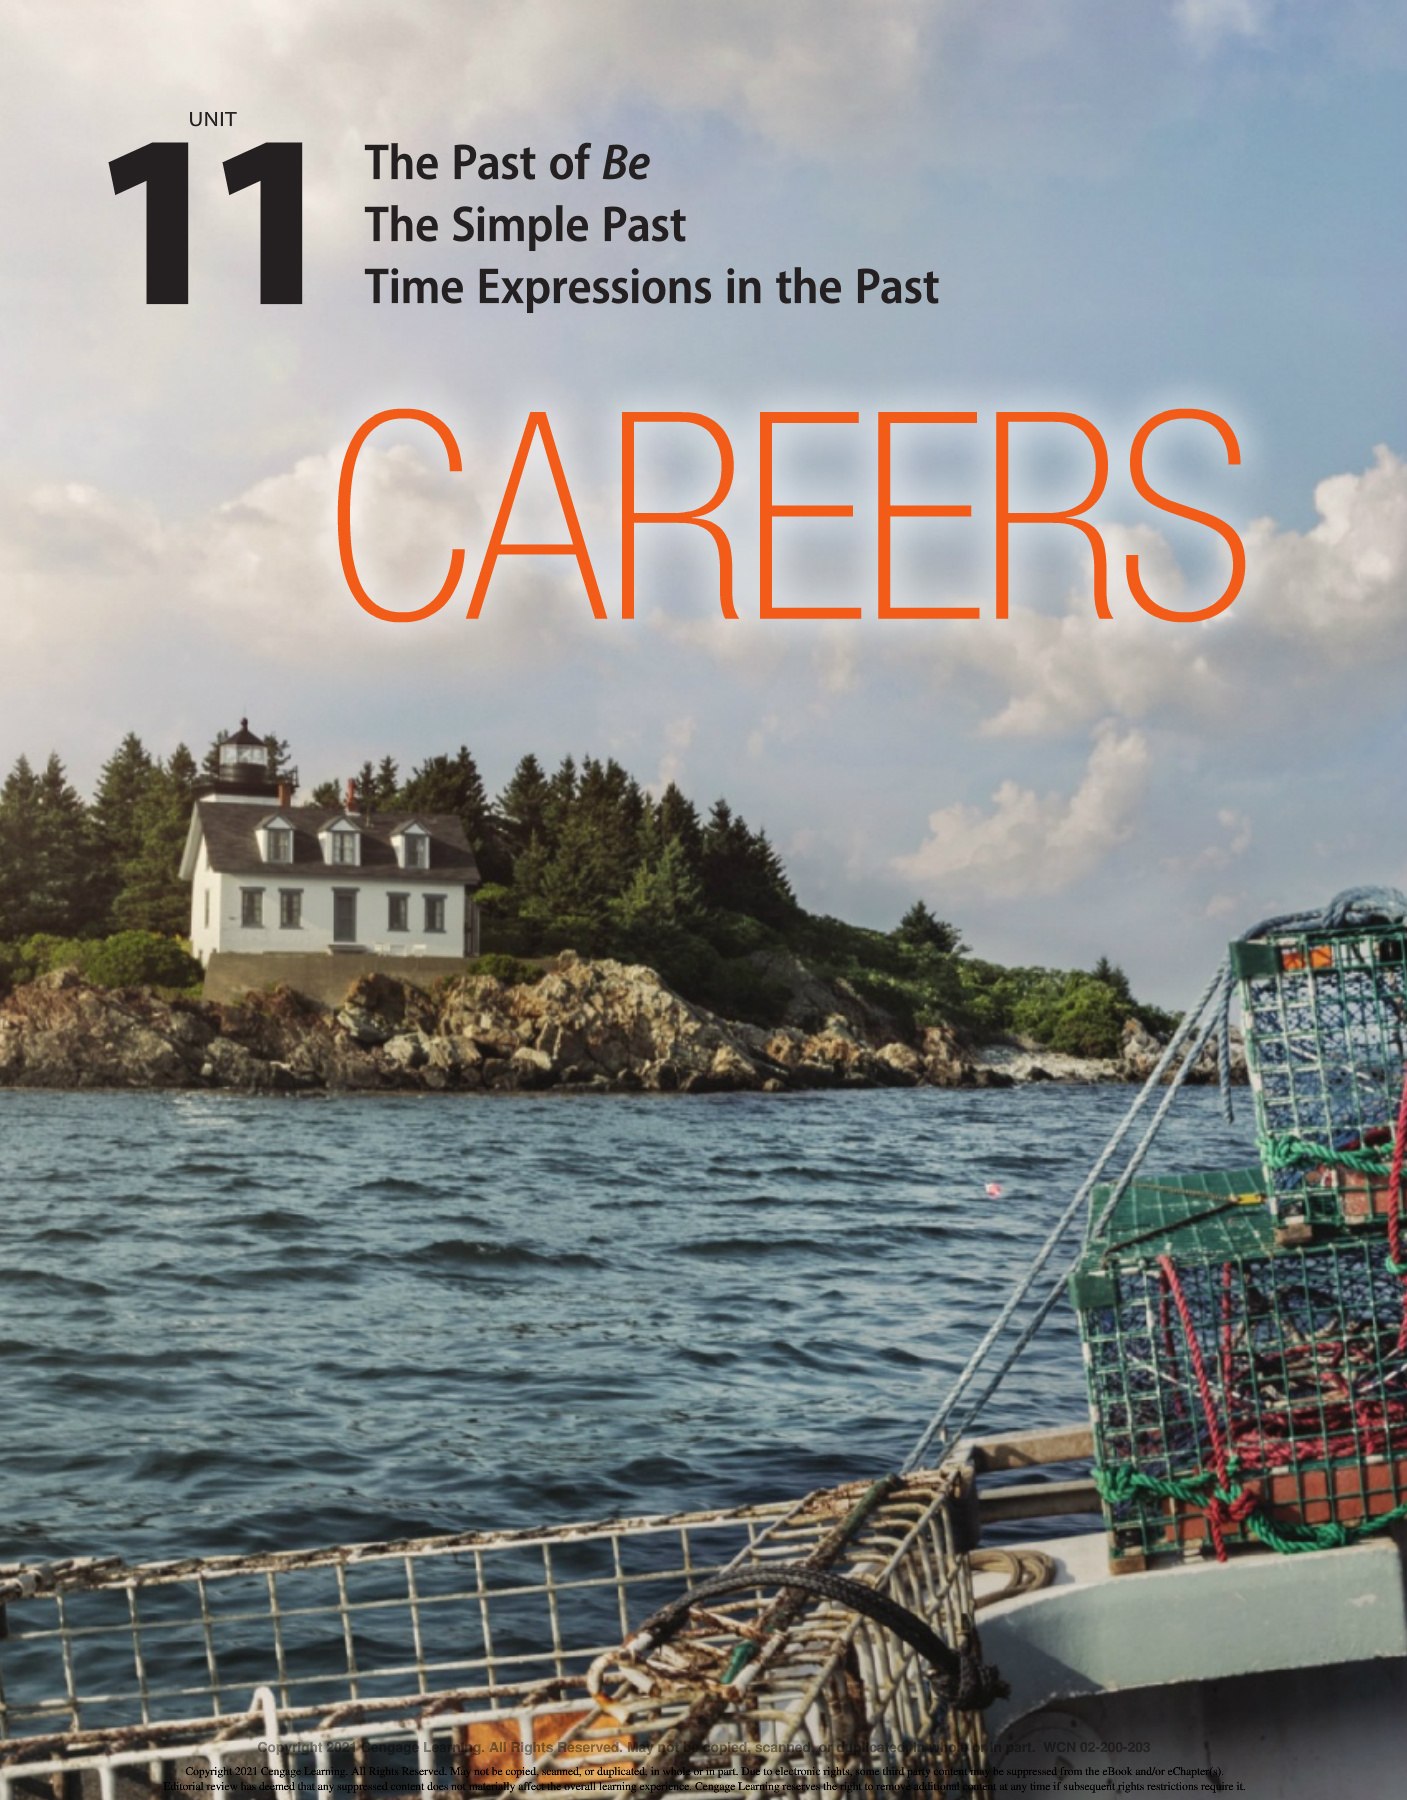 UNIT
11
The Past of Be
The Simple Past
Time Expressions in the Past
CAREERS
Copyright 2021 Cengage Learning. All Rights Reserved. May not be copied, scanned, or duplicated, in whole or in part. WCN 02-200-203
Copyright 2021 Cengage Learning. All Rights Reserved. May not be copied, scanned, or duplicated, in whole or in part. Due to electronic rights, some third party content may be suppressed from the eBook and/or eChapter(s).
Editorial review has deemed that any suppressed content does not materially affect the overall learning experience. Cengage Learning reserves the right to remove additional content at any time if subsequent rights restrictions require it.